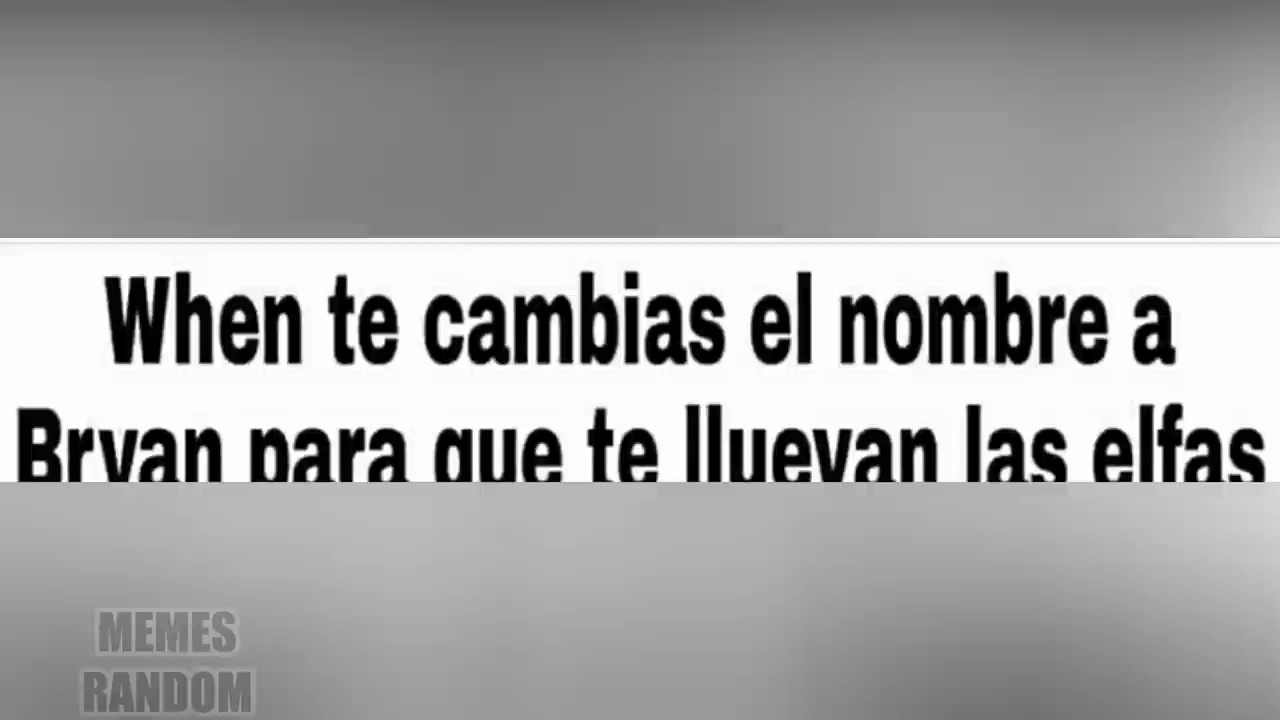 When te cambias el nombre a
Bryan para que te lluevan las elfas
MEMES
RANDOM